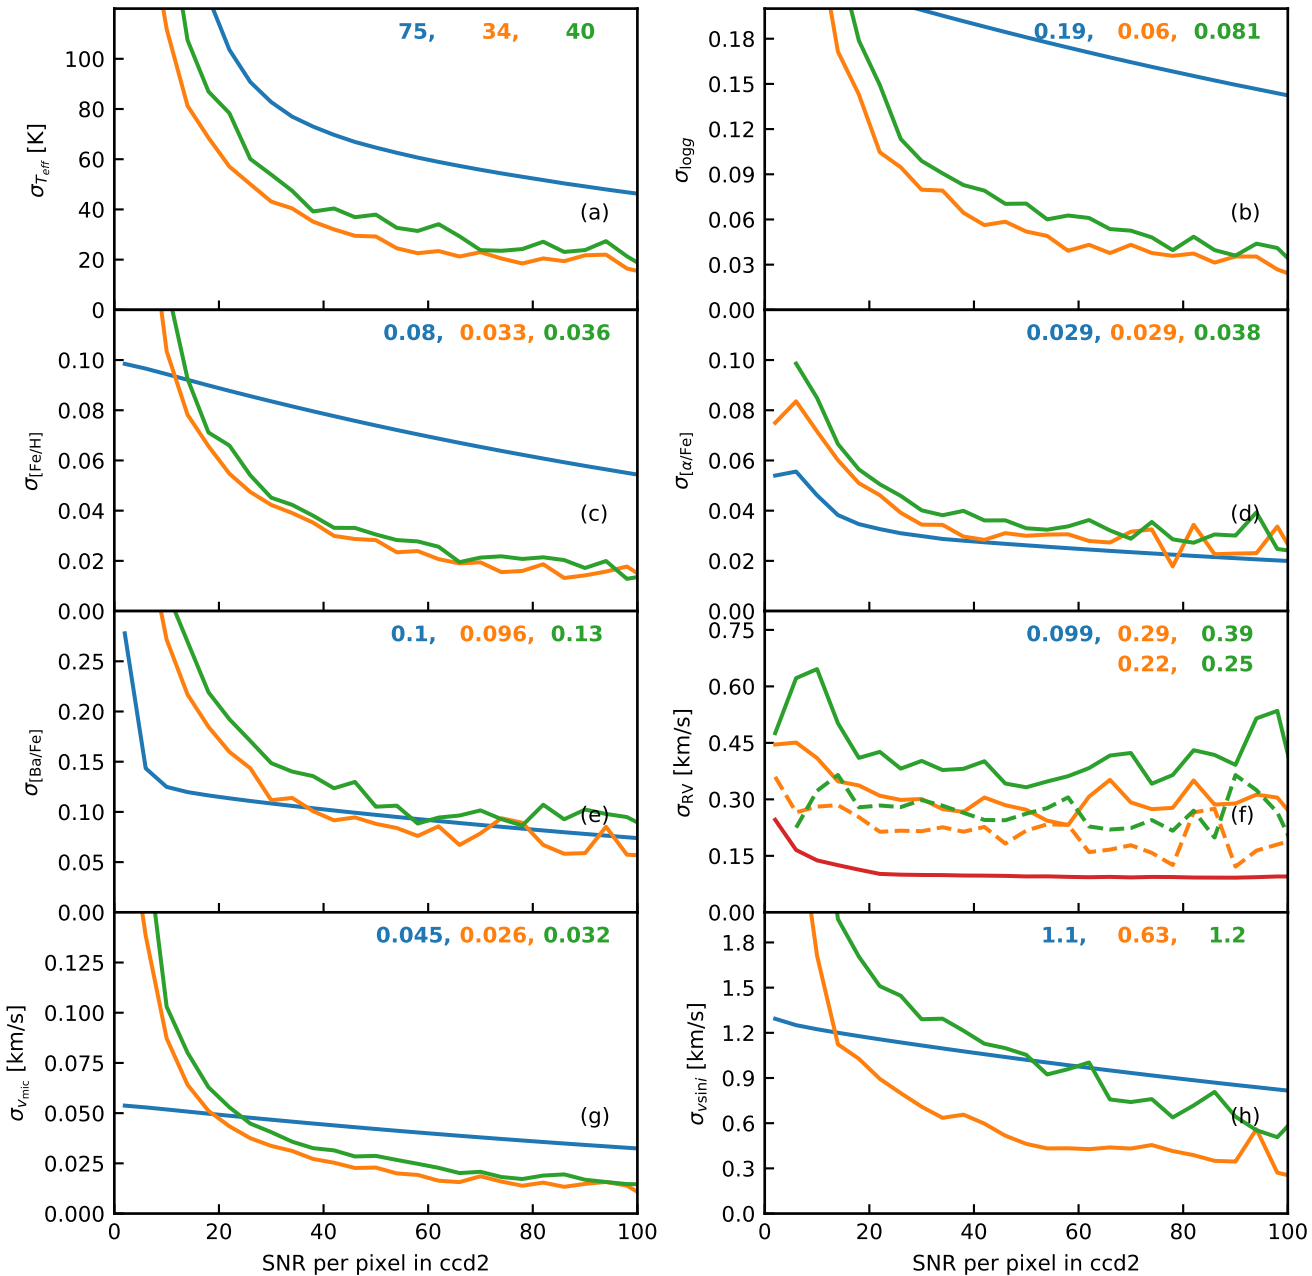 75, 34, 40
σ_Teff [K]
100
80
60
40
20
0
(a)
0.19, 0.06, 0.081
σ_logg
0.18
0.15
0.12
0.09
0.06
0.03
0.00
(b)
0.08, 0.033, 0.036
σ_[Fe/H]
0.10
0.08
0.06
0.04
0.02
0.00
(c)
0.029, 0.029, 0.038
σ_[α/Fe]
0.10
0.08
0.06
0.04
0.02
0.00
(d)
0.1, 0.096, 0.13
σ_[Ba/Fe]
0.25
0.20
0.15
0.10
0.05
0.00
(e)
0.099, 0.29, 0.39
0.22, 0.25
σ_RV [km/s]
0.75
0.60
0.45
0.30
0.15
0.00
(f)
0.045, 0.026, 0.032
σ_vmic [km/s]
0.125
0.100
0.075
0.050
0.025
0.000
(g)
0 20 40 60 80 100
SNR per pixel in ccd2
1.1, 0.63, 1.2
σ_vsini [km/s]
1.8
1.5
1.2
0.9
0.6
0.3
0.0
(h)
0 20 40 60 80 100
SNR per pixel in ccd2